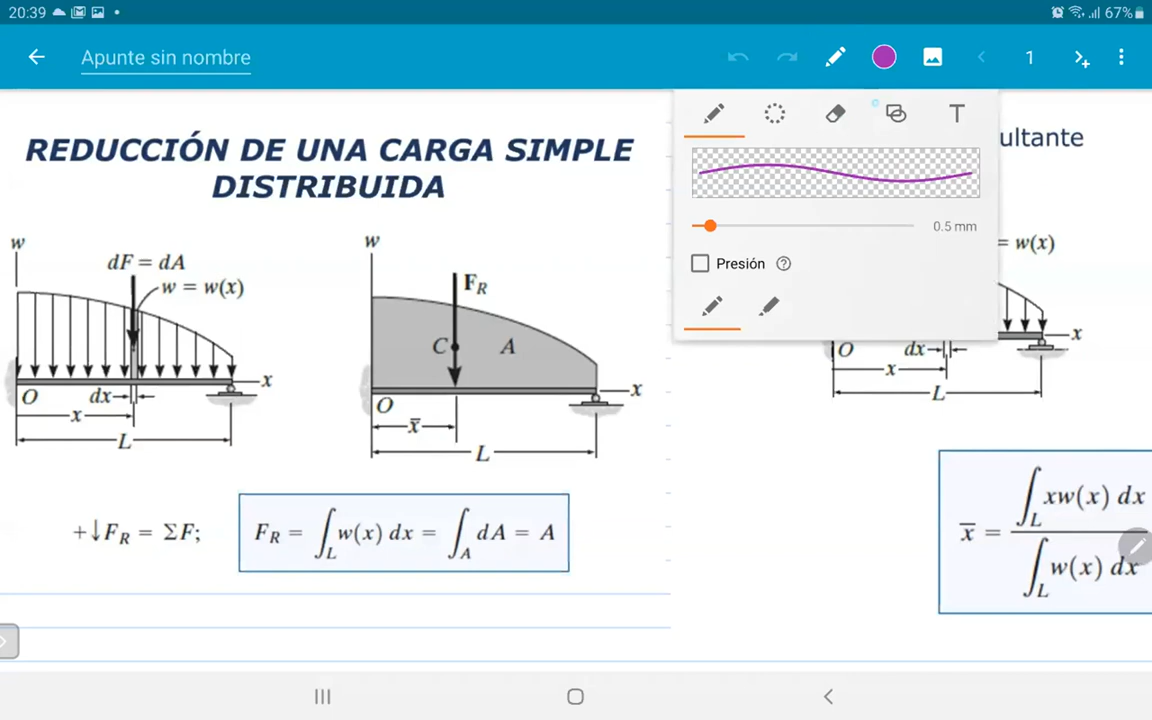 20:39
67%
Apunte sin nombre
1
T
REDUCCIÓN DE UNA CARGA SIMPLE
DISTRIBUIDA
ultante
0.5 mm
Presión
w
dF = dA
w = w(x)
x
O
dx
x
L
w
F_R
C
A
x
O
x̅
L
= w(x)
x
O
dx
x
L
+↓F_R = ΣF;
F_R = ∫_L w(x) dx = ∫_A dA = A
x̅ = ∫_L xw(x) dx
∫_L w(x) dx